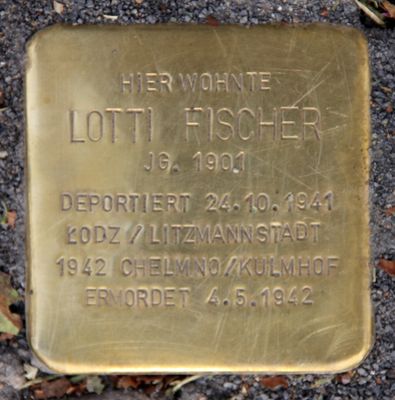 HIER WOHNTE
LOTTI FISCHER
JG. 1901
DEPORTIERT 24.10.1941
ŁODZ/LITZMANNSTADT
1942 CHELMNO/KULMHOF
ERMORDET 4.5.1942